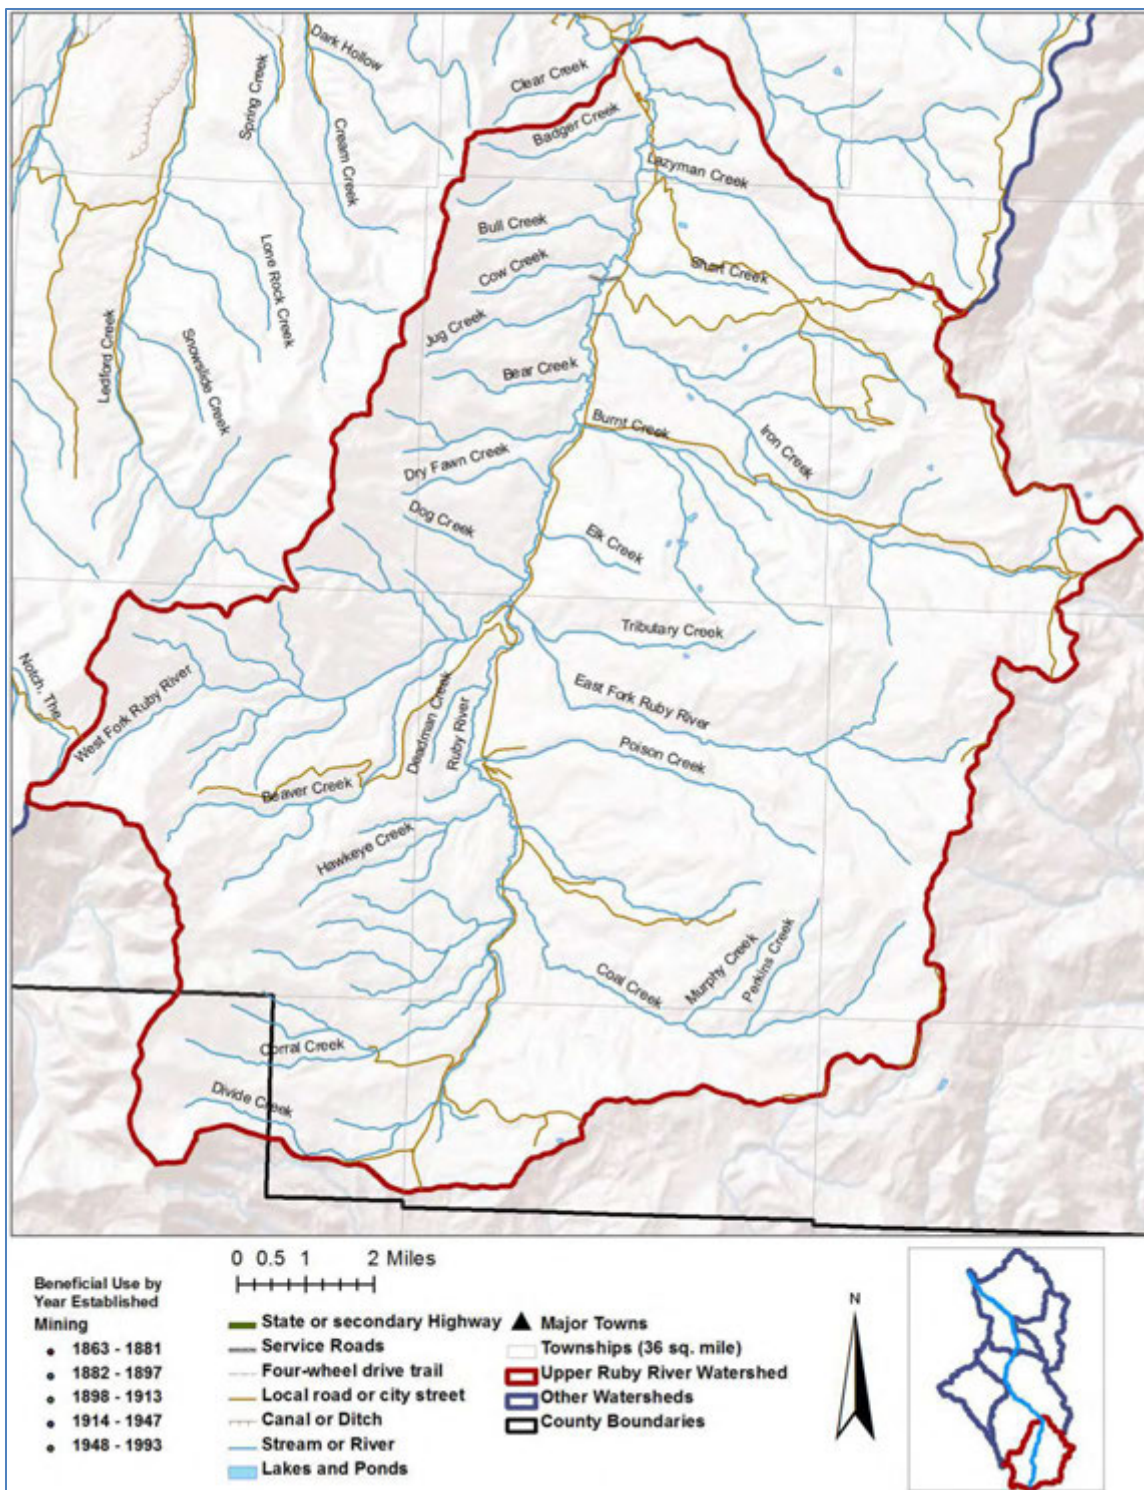 Dark Hollow
Spring Creek
Clear Creek
Cream Creek
Badger Creek
Lazyman Creek
Bull Creek
Lone Rock Creek
Cow Creek
Short Creek
Ledford Creek
Snowslide Creek
Jug Creek
Bear Creek
Burnt Creek
Iron Creek
Dry Fawn Creek
Dog Creek
Elk Creek
Tributary Creek
Notch, The
West Fork Ruby River
Deadman Creek
Ruby River
East Fork Ruby River
Poison Creek
Beaver Creek
Hawkeye Creek
Coal Creek
Murphy Creek
Perkins Creek
Corral Creek
Divide Creek
0 0.5 1 2 Miles
Beneficial Use by
Year Established
Mining
1863 - 1881
1882 - 1897
1898 - 1913
1914 - 1947
1948 - 1993
State or secondary Highway
Service Roads
Four-wheel drive trail
Local road or city street
Canal or Ditch
Stream or River
Lakes and Ponds
Major Towns
Townships (36 sq. mile)
Upper Ruby River Watershed
Other Watersheds
County Boundaries
N